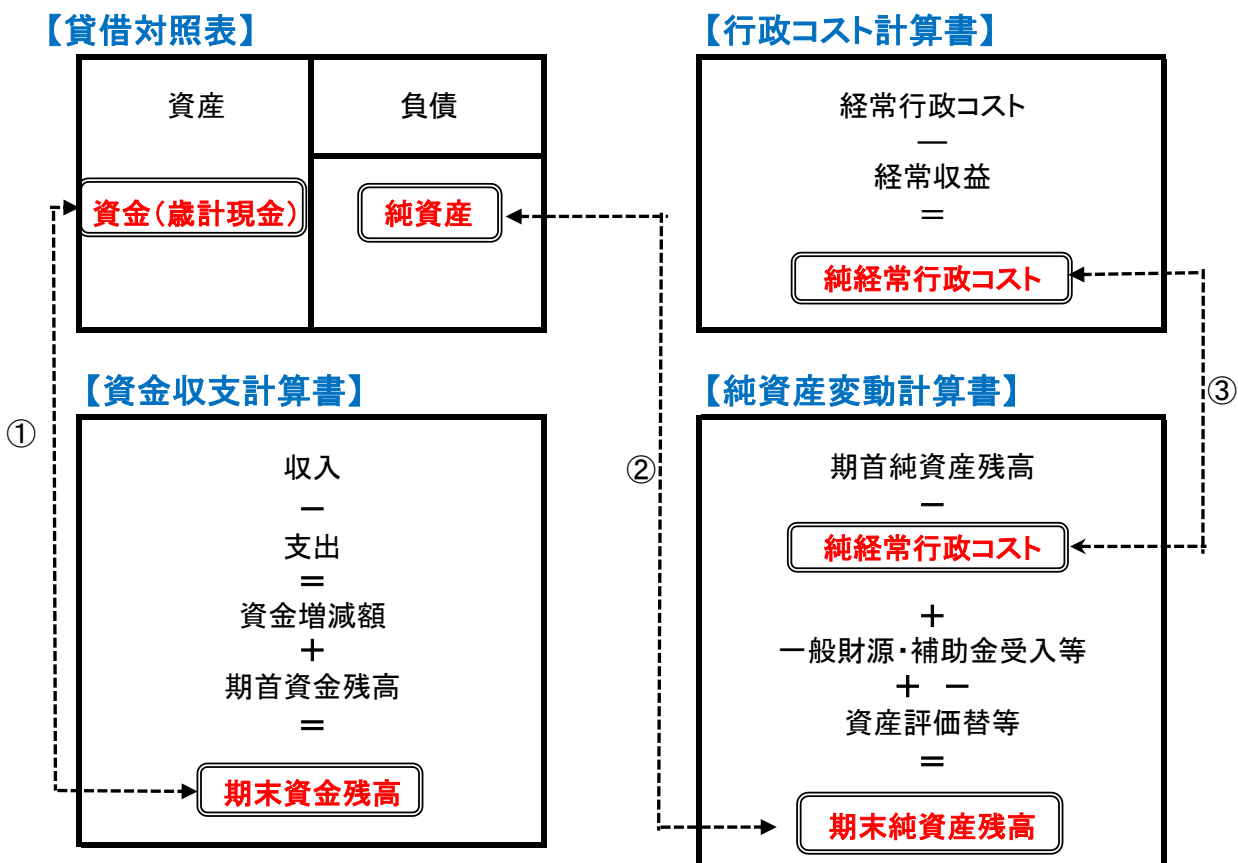 【貸借対照表】
資産
負債
資金(歳計現金)
純資産
【行政コスト計算書】
経常行政コスト
―
経常収益
=
純経常行政コスト
①
②
③
【資金収支計算書】
収入
－
支出
=
資金増減額
+
期首資金残高
=
期末資金残高
【純資産変動計算書】
期首純資産残高
－
純経常行政コスト
+
一般財源・補助金受入等
+ －
資産評価替等
=
期末純資産残高